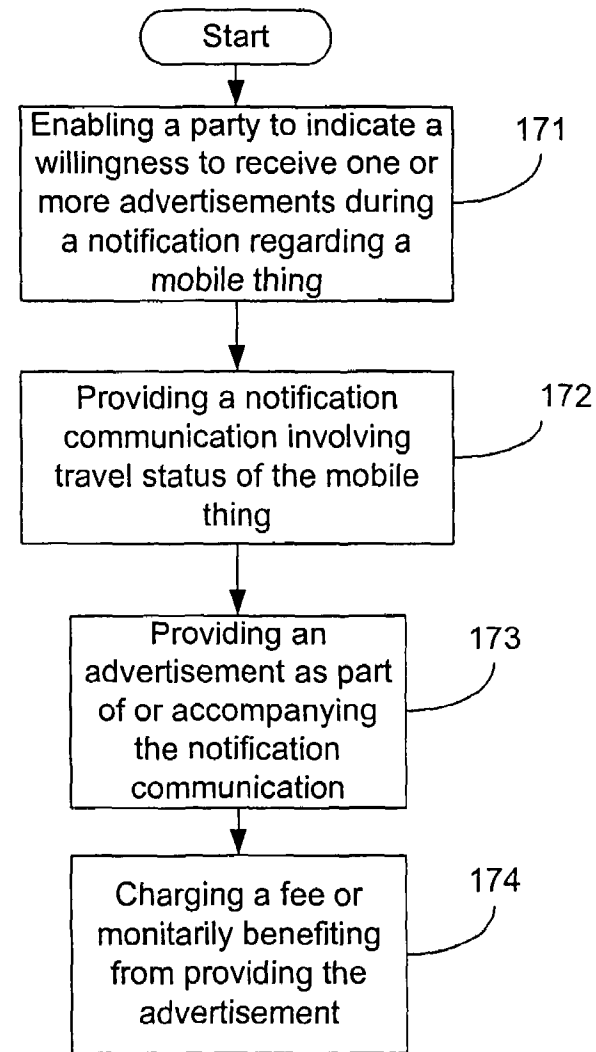 Start
Enabling a party to indicate a
willingness to receive one or
more advertisements during
a notification regarding a
mobile thing
171
Providing a notification
communication involving
travel status of the mobile
thing
172
Providing an
advertisement as part
of or accompanying
the notification
communication
173
Charging a fee or
monitarily benefiting
from providing the
advertisement
174